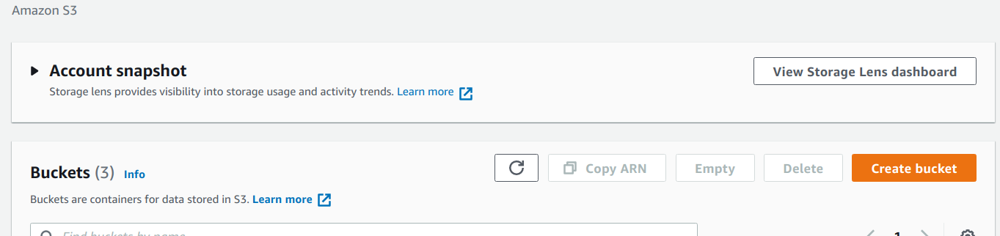 Amazon S3
Account snapshot
View Storage Lens dashboard
Storage lens provides visibility into storage usage and activity trends. Learn more
Buckets (3) Info
Copy ARN
Empty
Delete
Create bucket
Buckets are containers for data stored in S3. Learn more
Find buckets by name
1